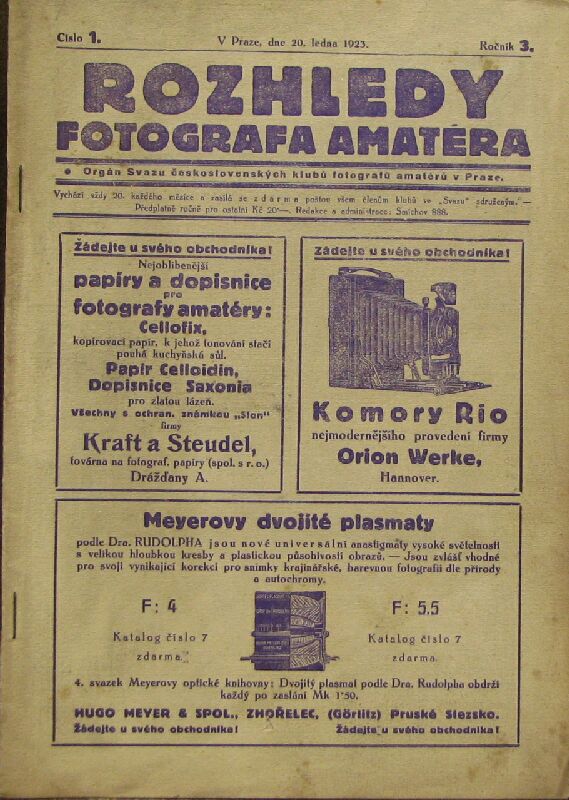 Číslo 1.
V Praze, dne 20. ledna 1923.
Ročník 3.
ROZHLEDY
FOTOGRAFA AMATÉRA
• Orgán Svazu československých klubů fotografů amatérů v Praze.
Vychází vždy 20. každého měsíce a zasílá se zdarma poštou všem členům klubů ve „Svazu“ sdruženým. —
Předplatné ročně pro ostatní Kč 20·—. Redakce a administrace: Smíchov 888.
Žádejte u svého obchodníka!
Nejoblíbenější
papíry a dopisnice
pro
fotografy amatéry:
Cellofix,
kopírovací papír, k jehož tonování stačí
pouhá kuchyňská sůl.
Papír Celloidin,
Dopisnice Saxonia
pro zlatou lázeň.
Všechny s ochran. známkou „Slon“
firmy
Kraft a Steudel,
továrna na fotograf. papíry (spol. s r. o.)
Drážďany A.
Žádejte u svého obchodníka!
Komory Rio
nejmodernějšího provedení firmy
Orion Werke,
Hannover.
Meyerovy dvojité plasmaty
podle Dra. RUDOLPHA jsou nové universální anastigmáty vysoké světelnosti
s velikou hloubkou kresby a plastickou působivostí obrazů. — Jsou zvlášť vhodné
pro svoji vynikající korekci pro snímky krajinářské, barevnou fotografii dle přírody
a autochromy.
F: 4
F: 5.5
Katalog číslo 7
zdarma.
Katalog číslo 7
zdarma.
4. svazek Meyerovy optické knihovny: Dvojitý plasmat podle Dra. Rudolpha obdrží
každý po zaslání Mk 1'50.
HUGO MEYER & SPOL., ZHOŘELEC, (Görlitz) Pruské Slezsko.
Žádejte u svého obchodníka!
Žádejte u svého obchodníka!